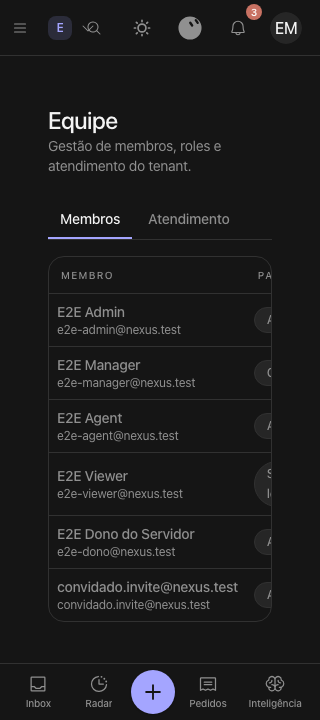 E
3
EM
Equipe
Gestão de membros, roles e
atendimento do tenant.
Membros Atendimento
MEMBRO PA
E2E Admin
e2e-admin@nexus.test
E2E Manager
e2e-manager@nexus.test
E2E Agent
e2e-agent@nexus.test
E2E Viewer
e2e-viewer@nexus.test
E2E Dono do Servidor
e2e-dono@nexus.test
convidado.invite@nexus.test
convidado.invite@nexus.test
Inbox Radar Pedidos Inteligência